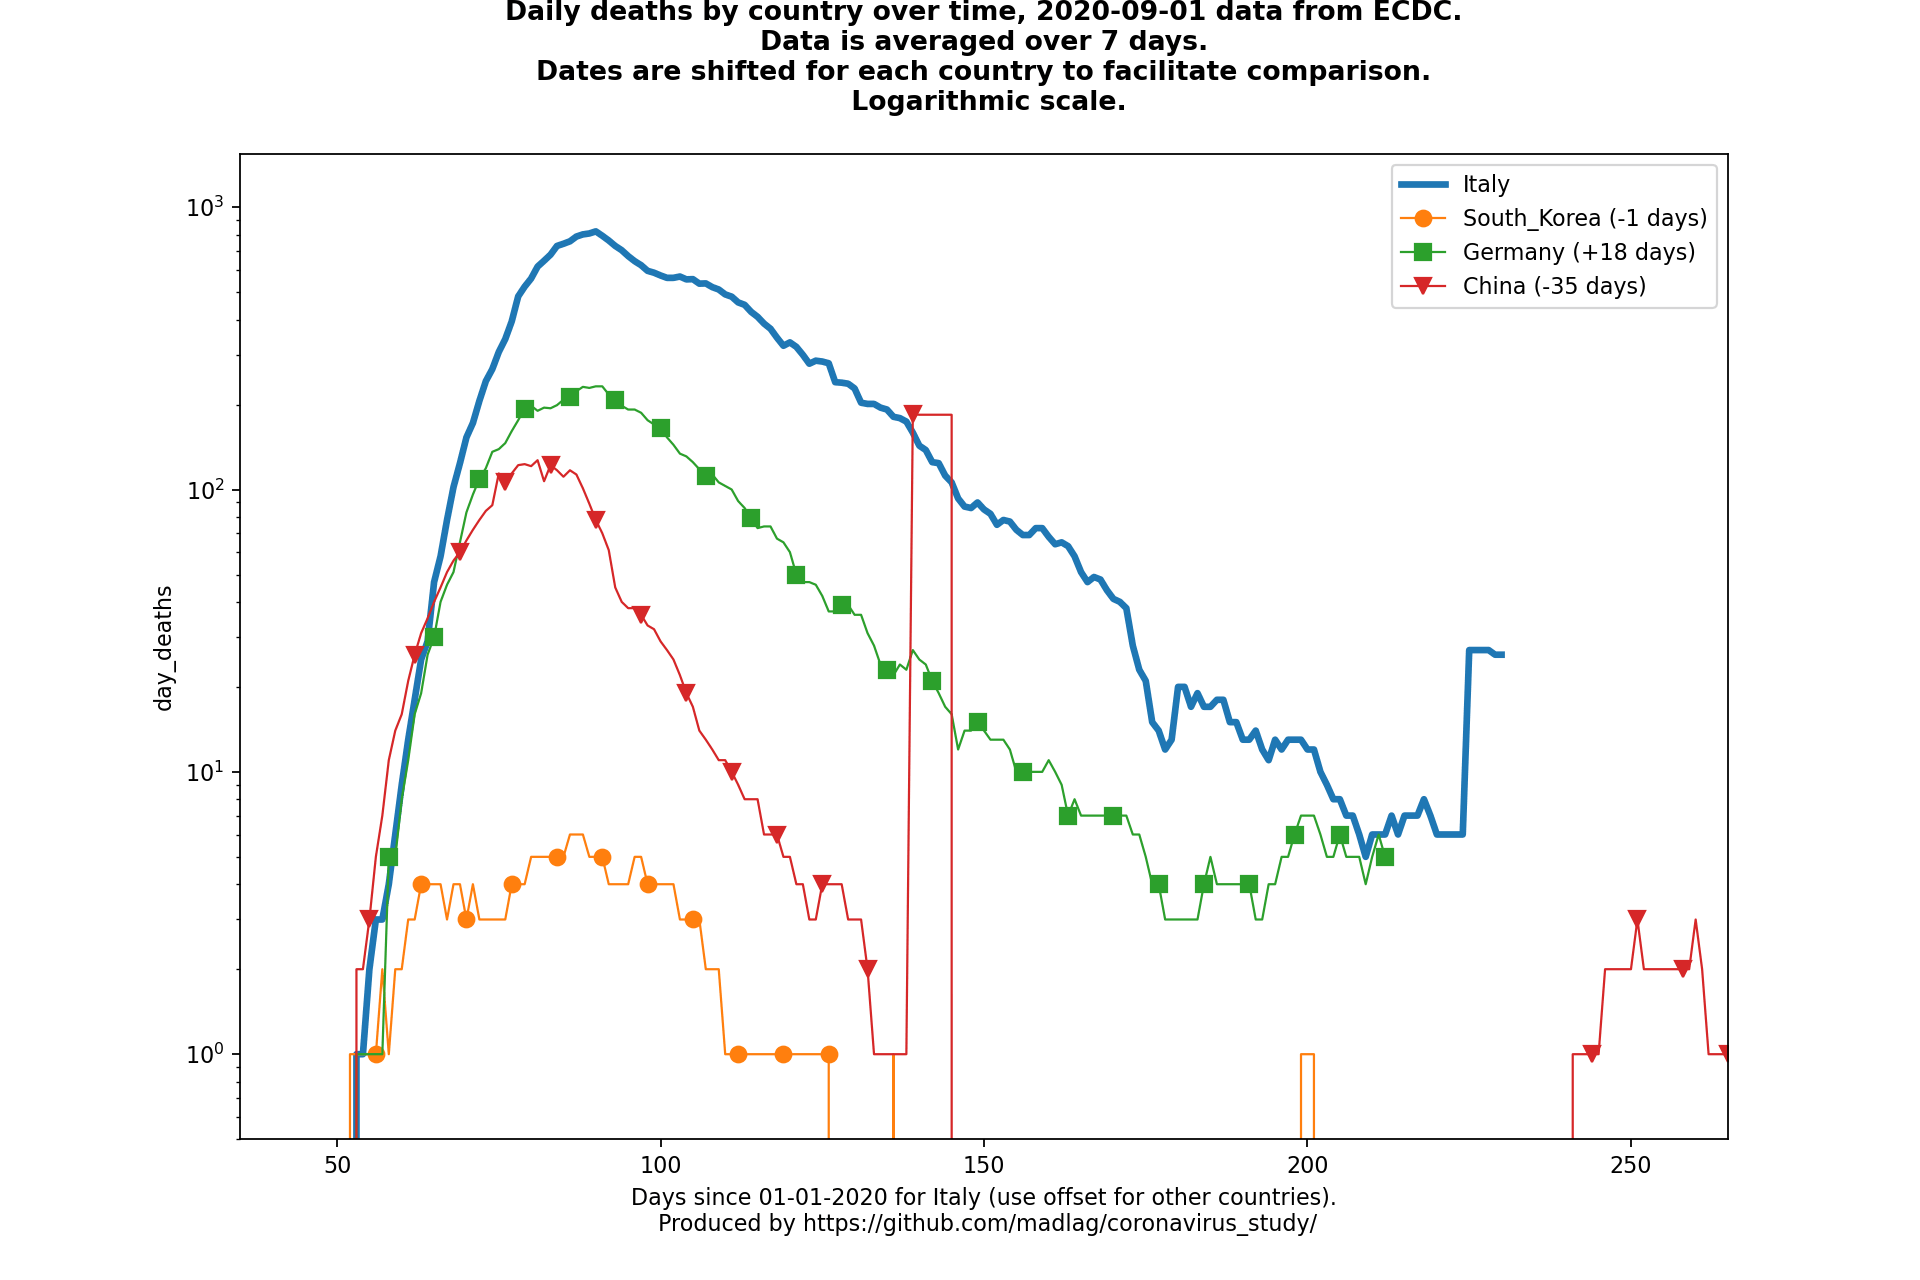 Daily deaths by country over time, 2020-09-01 data from ECDC.
Data is averaged over 7 days.
Dates are shifted for each country to facilitate comparison.
Logarithmic scale.
Italy
South_Korea (-1 days)
Germany (+18 days)
China (-35 days)
day_deaths
10³
10²
10¹
10⁰
50
100
150
200
250
Days since 01-01-2020 for Italy (use offset for other countries).
Produced by https://github.com/madlag/coronavirus_study/